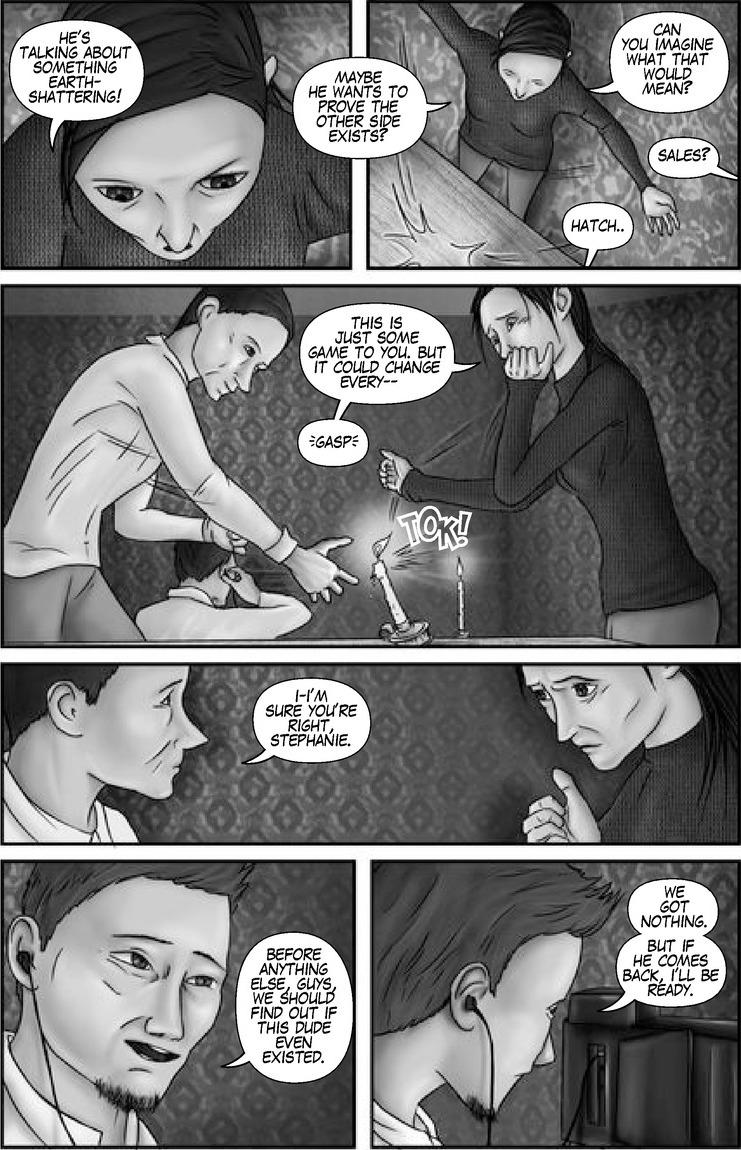 HE'S
TALKING ABOUT
SOMETHING
EARTH-
SHATTERING!
MAYBE
HE WANTS TO
PROVE THE
OTHER SIDE
EXISTS?
CAN
YOU IMAGINE
WHAT THAT
WOULD
MEAN?
SALES?
HATCH..
THIS IS
JUST SOME
GAME TO YOU. BUT
IT COULD CHANGE
EVERY--
GASP
TOK!
I-I'M
SURE YOU'RE
RIGHT,
STEPHANIE.
BEFORE
ANYTHING
ELSE, GUYS,
WE SHOULD
FIND OUT IF
THIS DUDE
EVEN
EXISTED.
WE
GOT
NOTHING.
BUT IF
HE COMES
BACK, I'LL BE
READY.